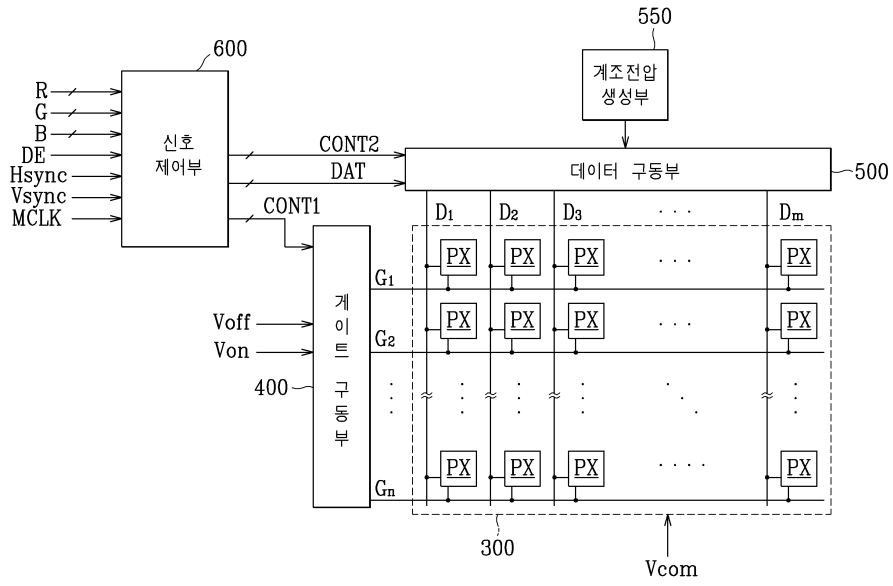 600
550
R
G
B
DE
Hsync
Vsync
MCLK
신호
제어부
계조전압
생성부
CONT2
DAT
CONT1
데이터 구동부
500
D1 D2 D3 · · · Dm
Voff
Von
400
게이트 구동부
G1
PX PX PX · · · PX
G2
PX PX PX · · · PX
Gn
PX PX PX · · · · PX
300
Vcom